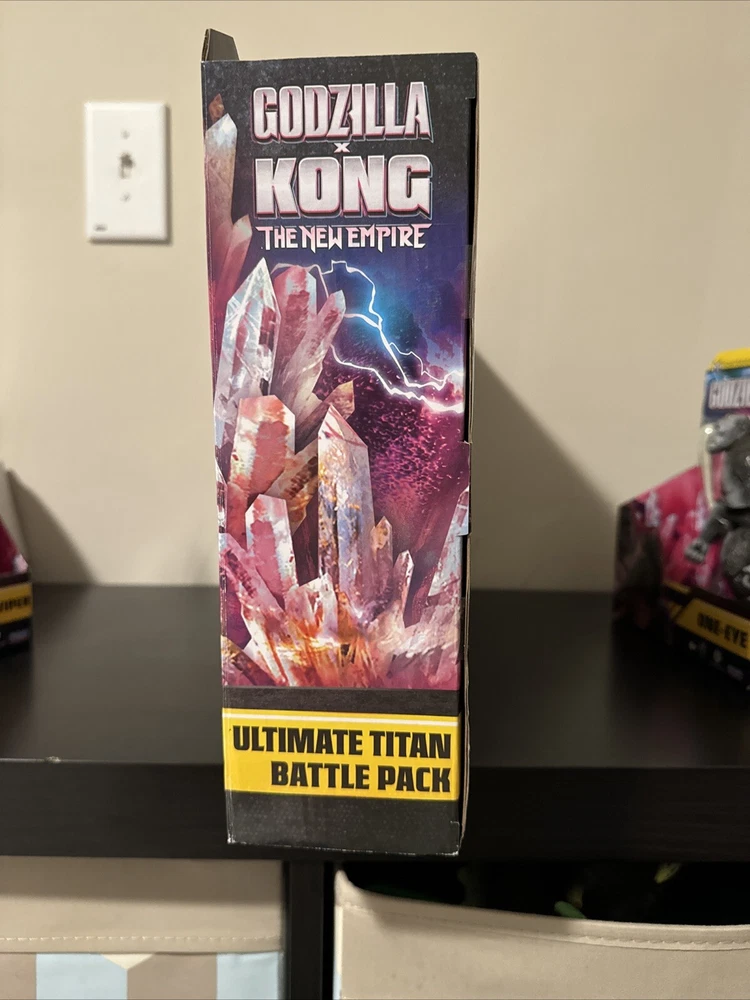 GODZILLA
x
KONG
THE NEW EMPIRE
ULTIMATE TITAN
BATTLE PACK
ONE-EYE